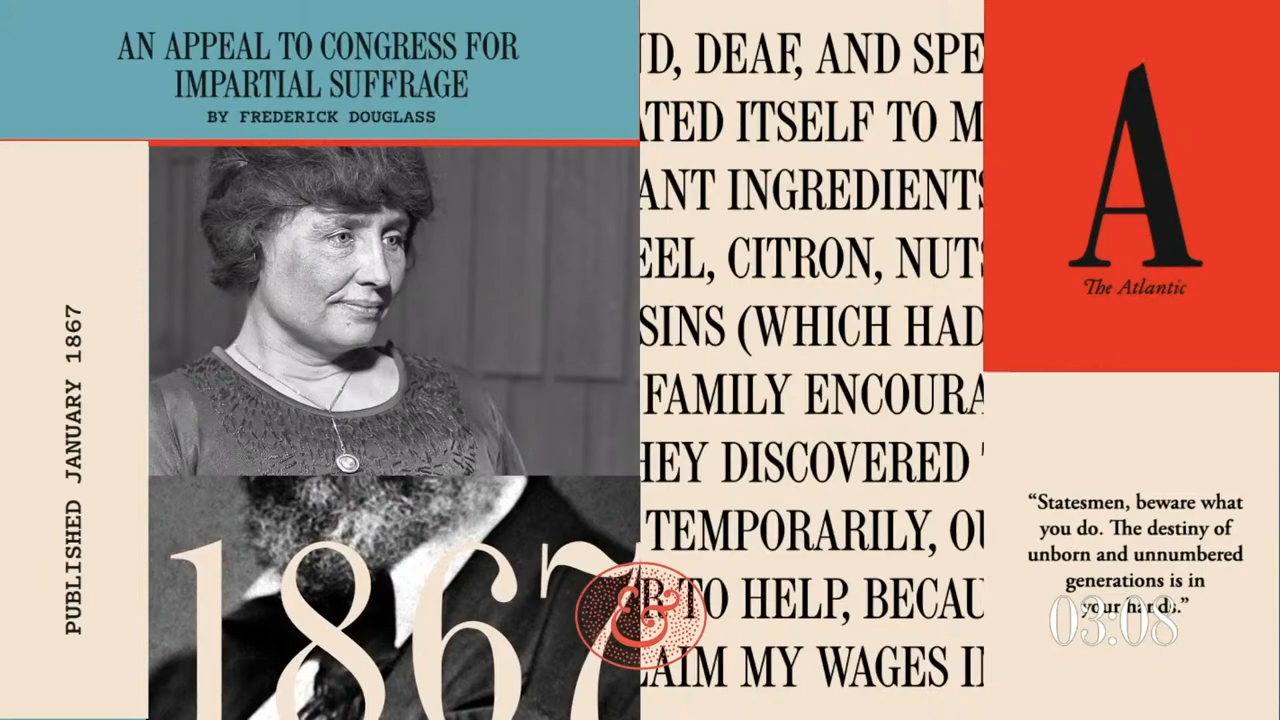 AN APPEAL TO CONGRESS FOR
IMPARTIAL SUFFRAGE
BY FREDERICK DOUGLASS
PUBLISHED JANUARY 1867
1867
&
D, DEAF, AND SPE
ATED ITSELF TO M
ANT INGREDIENTS
EEL, CITRON, NUTS
SINS (WHICH HAD
FAMILY ENCOURA
HEY DISCOVERED
TEMPORARILY, OU
R TO HELP, BECAU
AIM MY WAGES IN
A
The Atlantic
“Statesmen, beware what
you do. The destiny of
unborn and unnumbered
generations is in
your hands.”
03:08